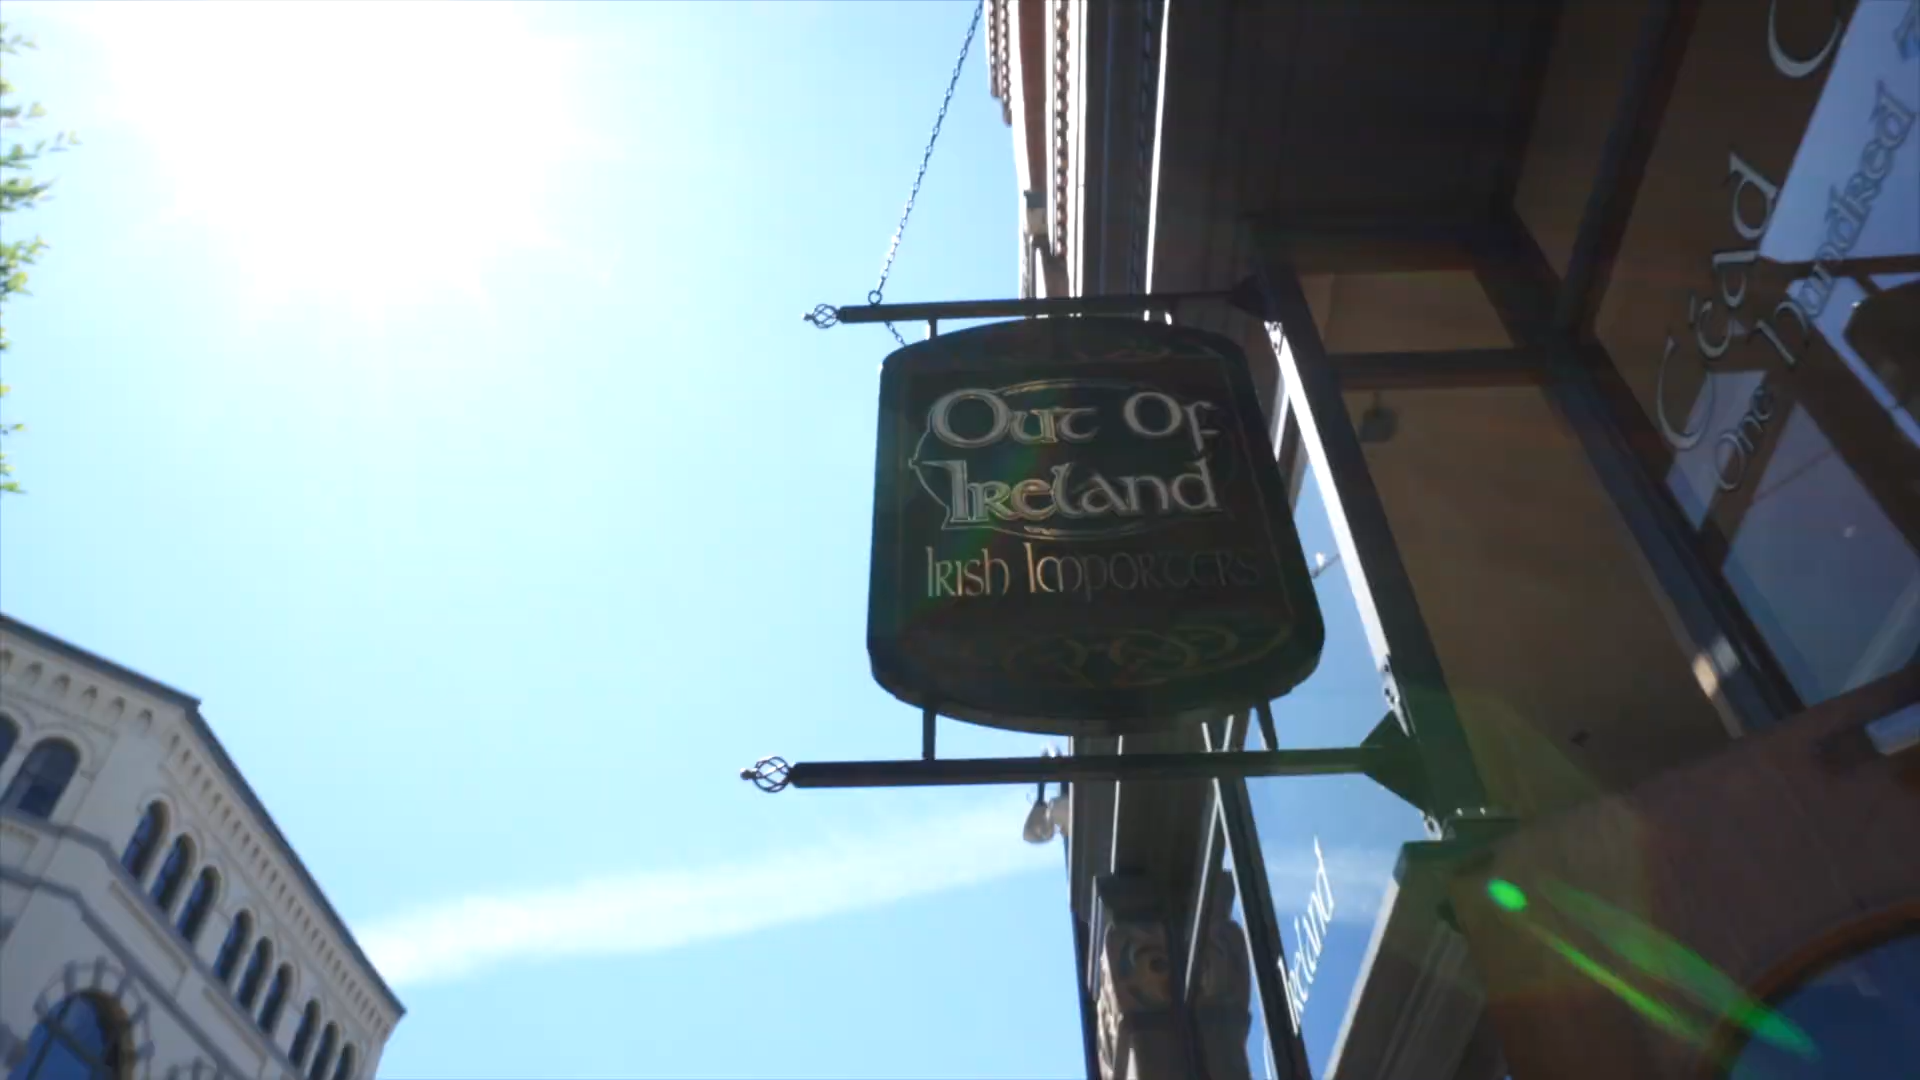 Out Of
Ireland
Irish Importers
Céad
One hundred
Ireland